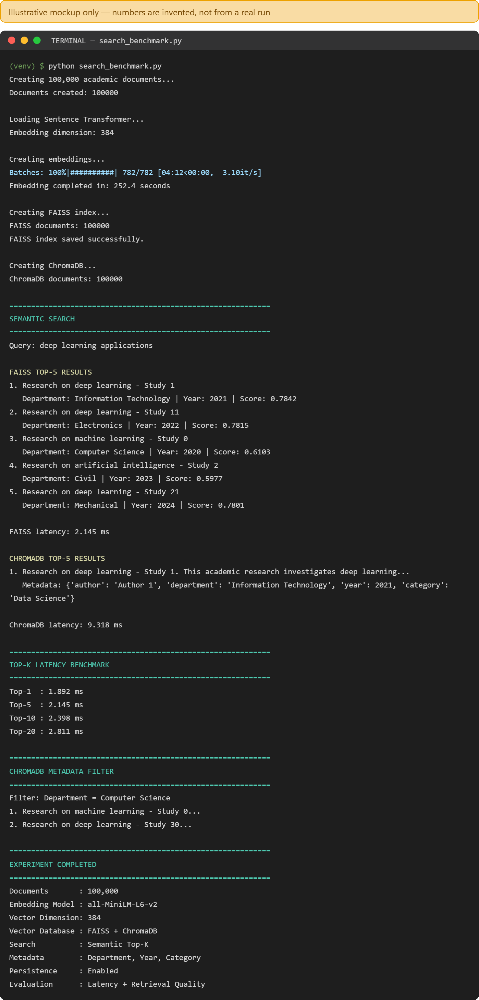 Illustrative mockup only — numbers are invented, not from a real run
TERMINAL — search_benchmark.py
(venv) $ python search_benchmark.py
Creating 100,000 academic documents...
Documents created: 100000
Loading Sentence Transformer...
Embedding dimension: 384
Creating embeddings...
Batches: 100%|##########| 782/782 [04:12<00:00,  3.10it/s]
Embedding completed in: 252.4 seconds
Creating FAISS index...
FAISS documents: 100000
FAISS index saved successfully.
Creating ChromaDB...
ChromaDB documents: 100000
============================================================
SEMANTIC SEARCH
============================================================
Query: deep learning applications
FAISS TOP-5 RESULTS
1. Research on deep learning - Study 1
   Department: Information Technology | Year: 2021 | Score: 0.7842
2. Research on deep learning - Study 11
   Department: Electronics | Year: 2022 | Score: 0.7815
3. Research on machine learning - Study 0
   Department: Computer Science | Year: 2020 | Score: 0.6103
4. Research on artificial intelligence - Study 2
   Department: Civil | Year: 2023 | Score: 0.5977
5. Research on deep learning - Study 21
   Department: Mechanical | Year: 2024 | Score: 0.7801
FAISS latency: 2.145 ms
CHROMADB TOP-5 RESULTS
1. Research on deep learning - Study 1. This academic research investigates deep learning...
   Metadata: {'author': 'Author 1', 'department': 'Information Technology', 'year': 2021, 'category':
'Data Science'}
ChromaDB latency: 9.318 ms
============================================================
TOP-K LATENCY BENCHMARK
============================================================
Top-1  : 1.892 ms
Top-5  : 2.145 ms
Top-10 : 2.398 ms
Top-20 : 2.811 ms
============================================================
CHROMADB METADATA FILTER
============================================================
Filter: Department = Computer Science
1. Research on machine learning - Study 0...
2. Research on deep learning - Study 30...
============================================================
EXPERIMENT COMPLETED
============================================================
Documents       : 100,000
Embedding Model : all-MiniLM-L6-v2
Vector Dimension: 384
Vector Database : FAISS + ChromaDB
Search          : Semantic Top-K
Metadata        : Department, Year, Category
Persistence     : Enabled
Evaluation      : Latency + Retrieval Quality